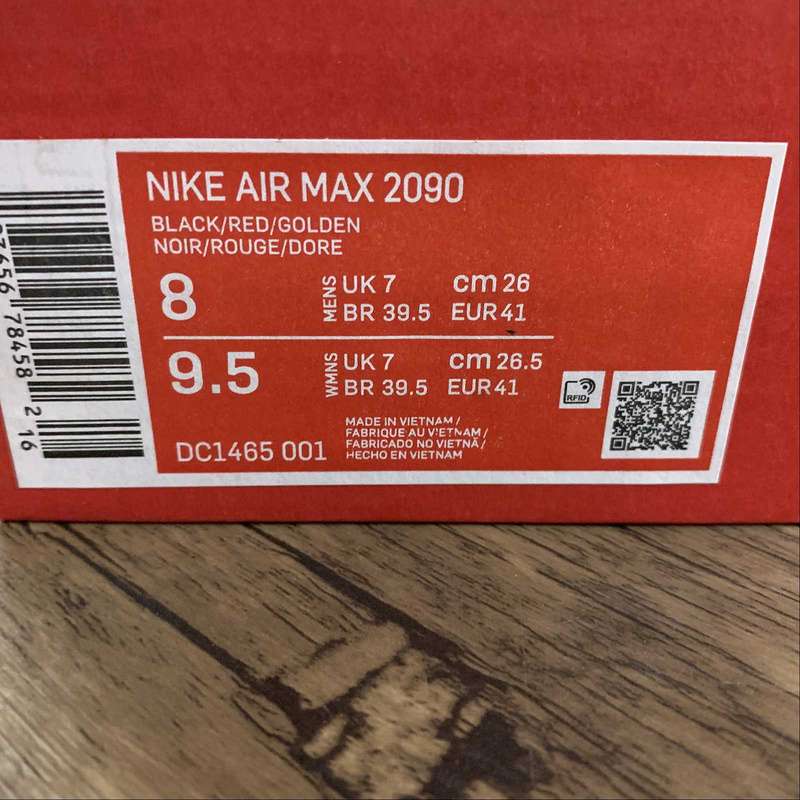 NIKE AIR MAX 2090
BLACK/RED/GOLDEN
NOIR/ROUGE/DORE
8
MENS
UK 7 cm 26
BR 39.5 EUR 41
9.5
WMNS
UK 7 cm 26.5
BR 39.5 EUR 41
RFID
DC1465 001
MADE IN VIETNAM /
FABRIQUE AU VIETNAM /
FABRICADO NO VIETNÃ /
HECHO EN VIETNAM
78458 2 16